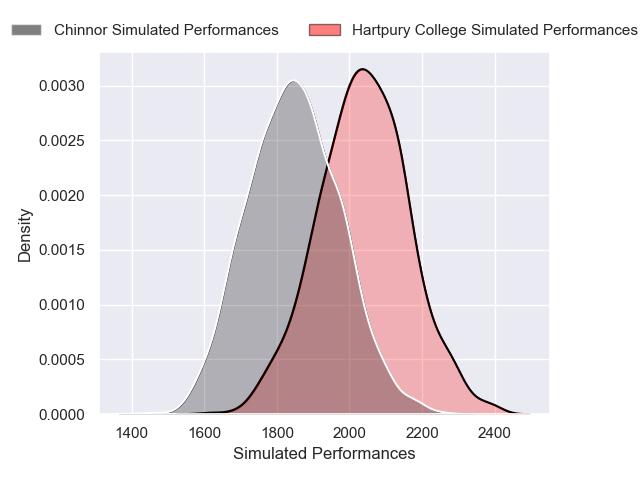 Chinnor Simulated Performances
Hartpury College Simulated Performances
Density
0.0030
0.0025
0.0020
0.0015
0.0010
0.0005
0.0000
1400 1600 1800 2000 2200 2400
Simulated Performances